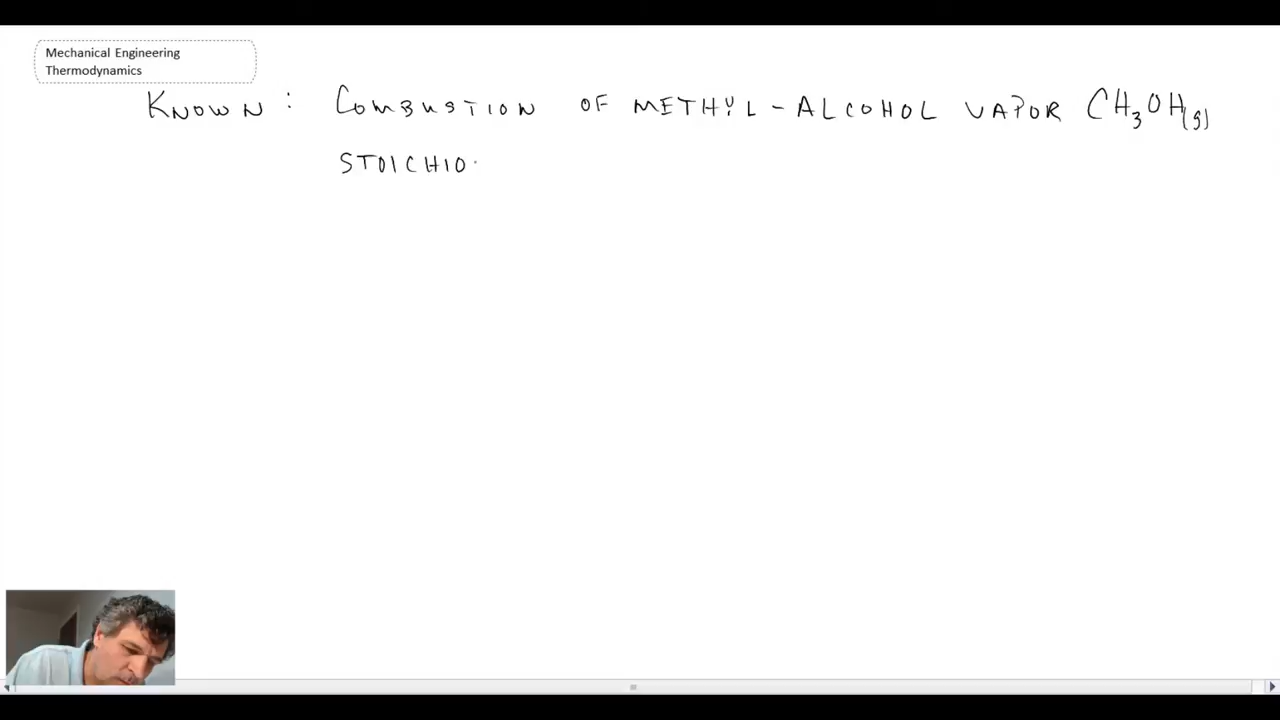 Mechanical Engineering
Thermodynamics
KNOWN : COMBUSTION OF METHYL-ALCOHOL VAPOR CH₃OH(g)
STOICHIO